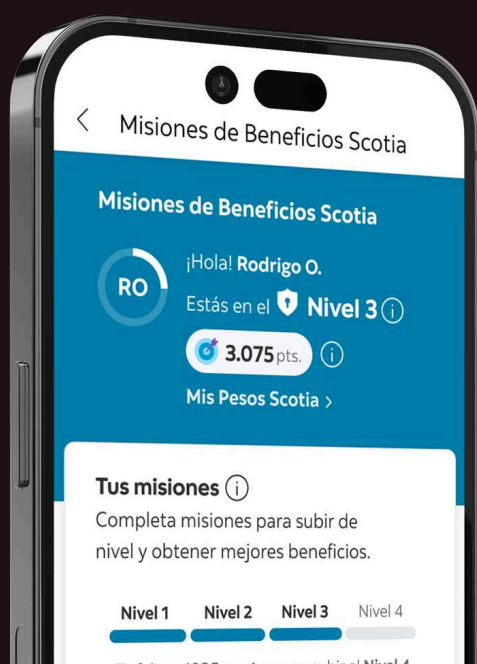 Misiones de Beneficios Scotia
Misiones de Beneficios Scotia
RO
¡Hola! Rodrigo O.
Estás en el Nivel 3
3.075 pts.
Mis Pesos Scotia >
Tus misiones
Completa misiones para subir de
nivel y obtener mejores beneficios.
Nivel 1 Nivel 2 Nivel 3 Nivel 4
Nivel 4